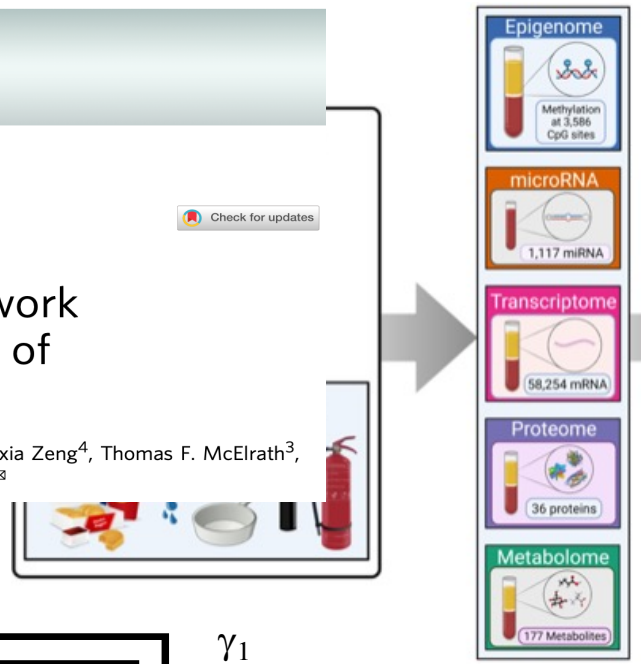 Check for updates
work
of
xia Zeng4, Thomas F. McElrath3,
Epigenome
Methylation
at 3,586
CpG sites
microRNA
1,117 miRNA
Transcriptome
58,254 mRNA
Proteome
36 proteins
Metabolome
177 Metabolites
γ1